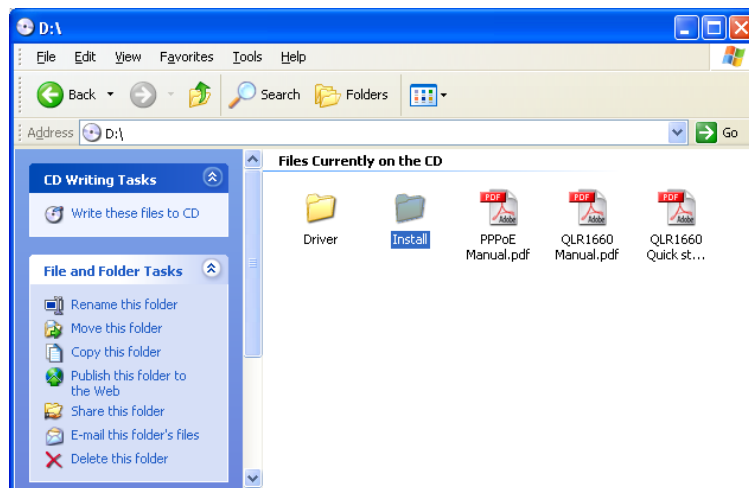 D:\
File Edit View Favorites Tools Help
Back Search Folders
Address D:\ Go
CD Writing Tasks
Write these files to CD
File and Folder Tasks
Rename this folder
Move this folder
Copy this folder
Publish this folder to
the Web
Share this folder
E-mail this folder's files
Delete this folder
Files Currently on the CD
Driver
Install
PDF
Adobe
PPPoE
Manual.pdf
PDF
Adobe
QLR1660
Manual.pdf
PDF
Adobe
QLR1660
Quick st...